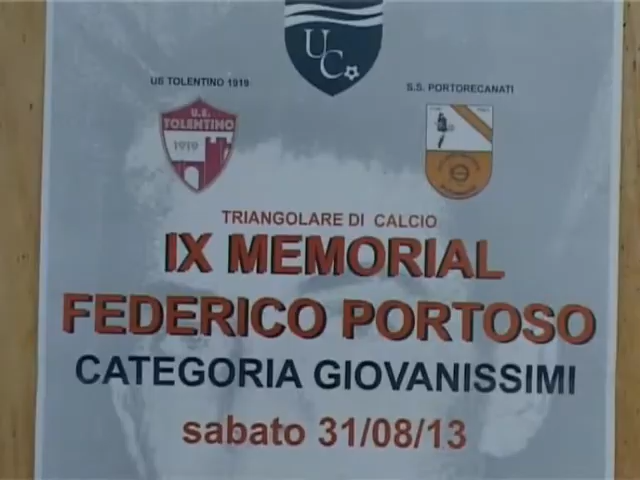 UC
US TOLENTINO 1919
S.S. PORTORECANATI
U.S.
TOLENTINO
1919
TRIANGOLARE DI CALCIO
IX MEMORIAL
FEDERICO PORTOSO
CATEGORIA GIOVANISSIMI
sabato 31/08/13